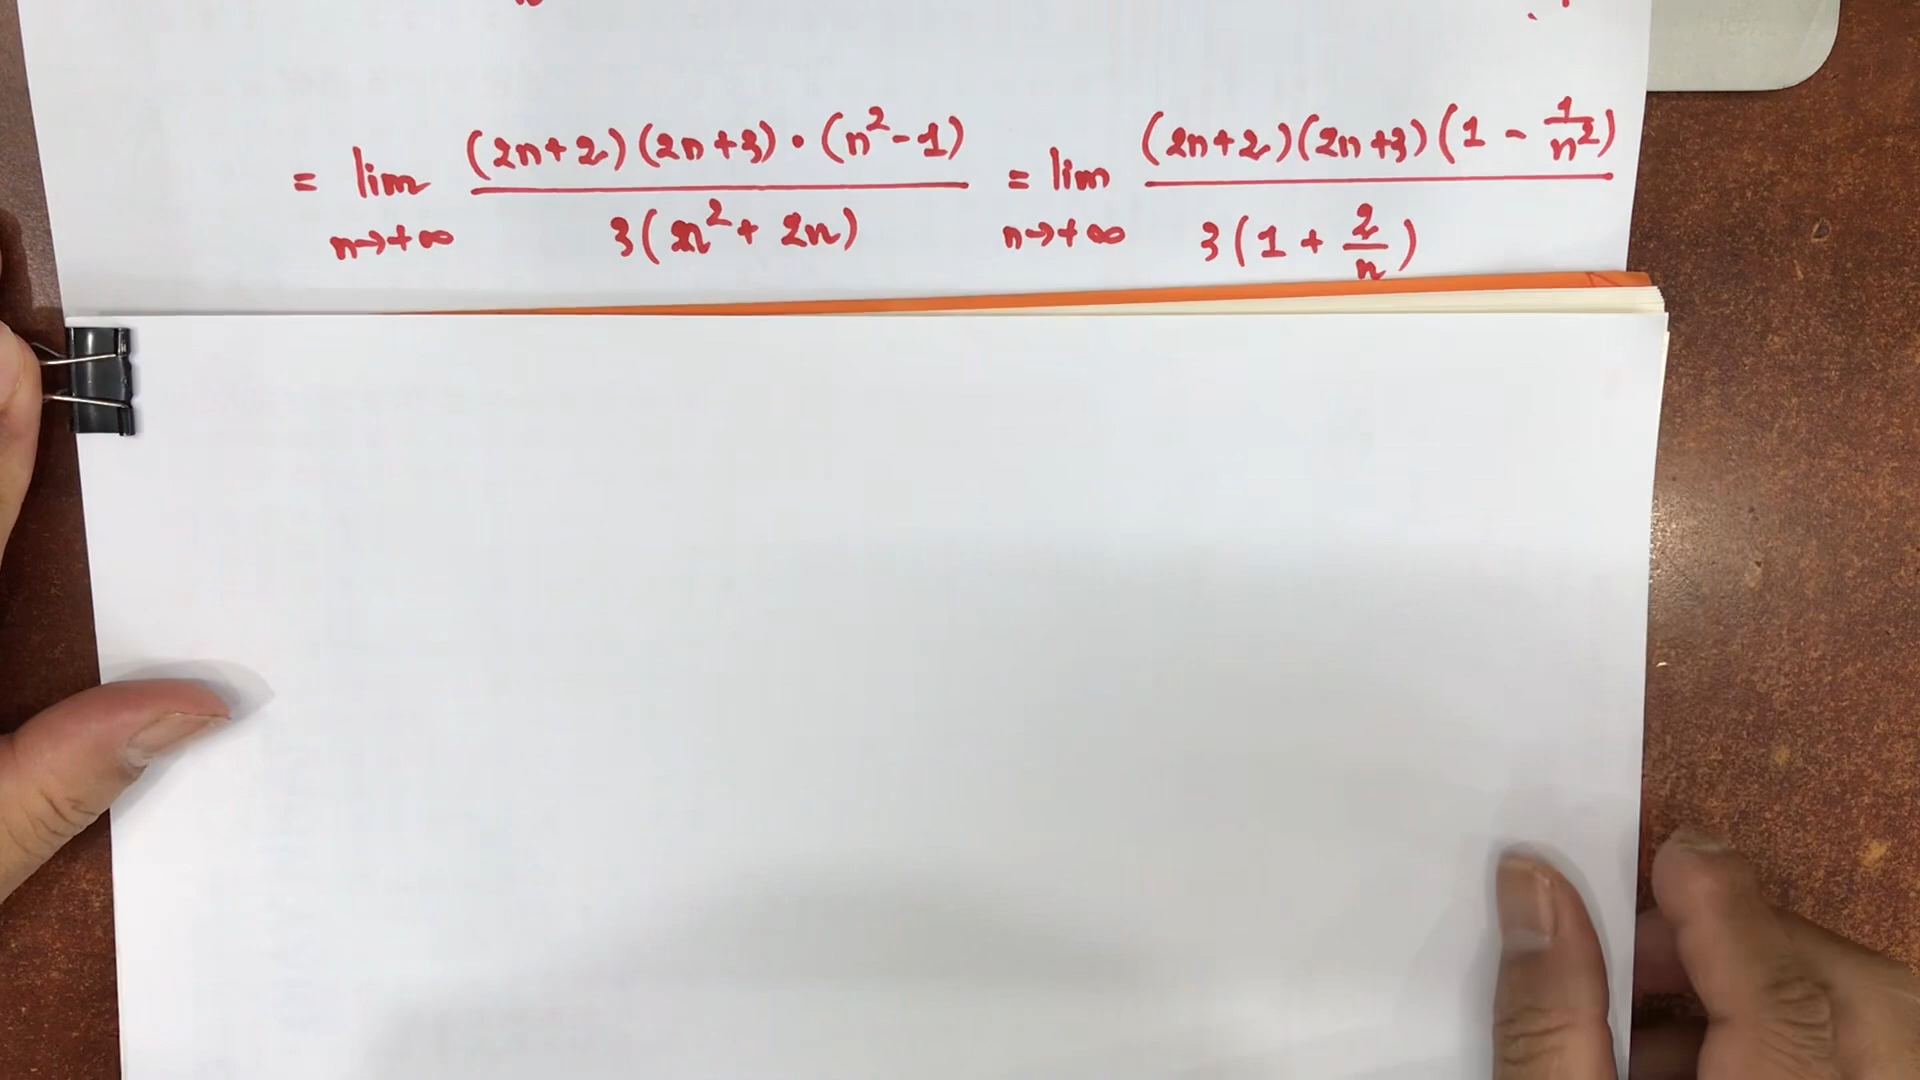 = lim n→+∞ (2n+2)(2n+3)·(n²-1) / 3(n²+2n) = lim n→+∞ (2n+2)(2n+3)(1 - 1/n²) / 3(1 + 2/n)